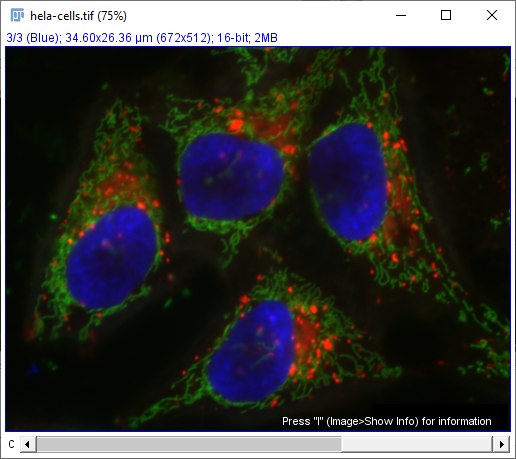 hela-cells.tif (75%)
3/3 (Blue); 34.60x26.36 µm (672x512); 16-bit; 2MB
Press "I" (Image>Show Info) for information
C